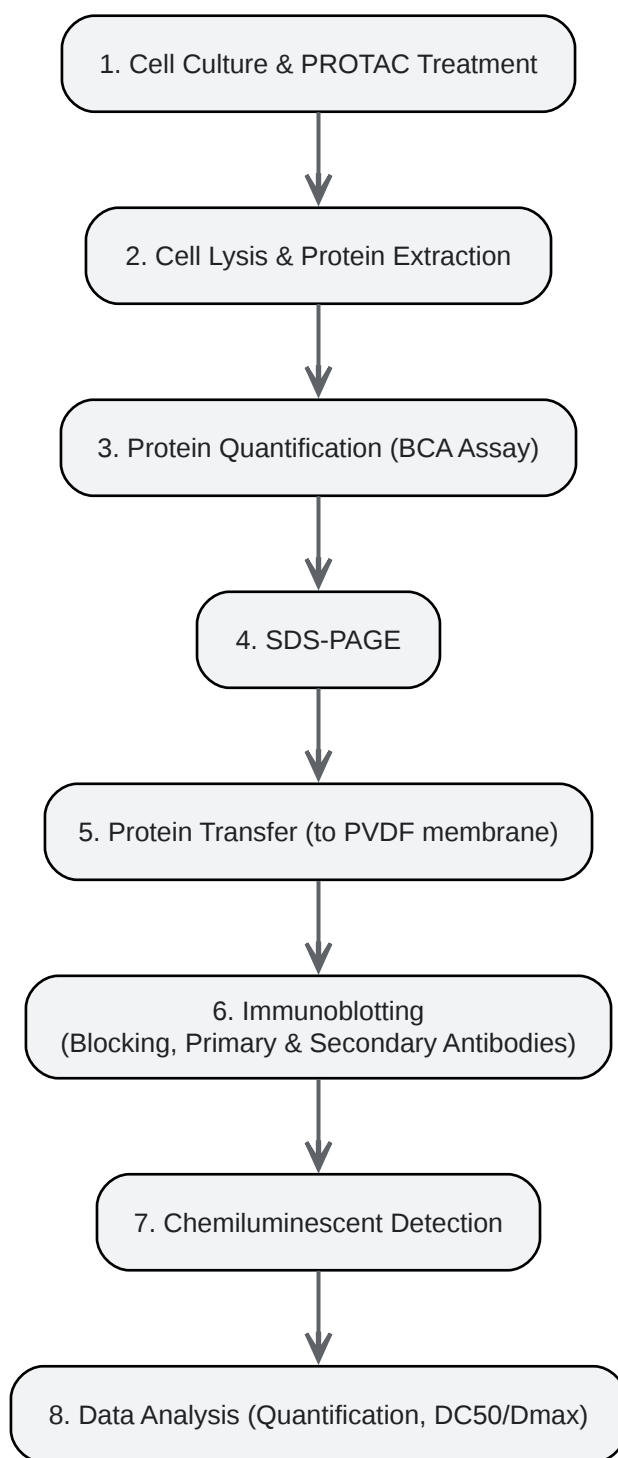 1. Cell Culture & PROTAC Treatment
2. Cell Lysis & Protein Extraction
3. Protein Quantification (BCA Assay)
4. SDS-PAGE
5. Protein Transfer (to PVDF membrane)
6. Immunoblotting
(Blocking, Primary & Secondary Antibodies)
7. Chemiluminescent Detection
8. Data Analysis (Quantification, DC50/Dmax)